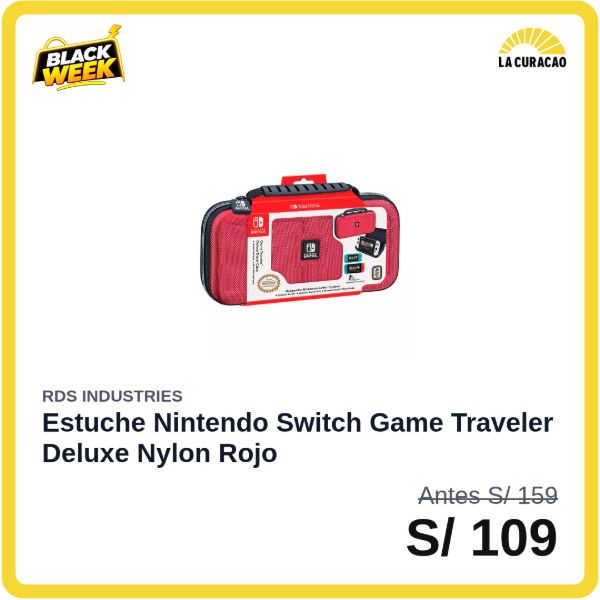 BLACK
WEEK
LA CURACAO
RDS INDUSTRIES
Estuche Nintendo Switch Game Traveler
Deluxe Nylon Rojo
Antes S/ 159
S/ 109